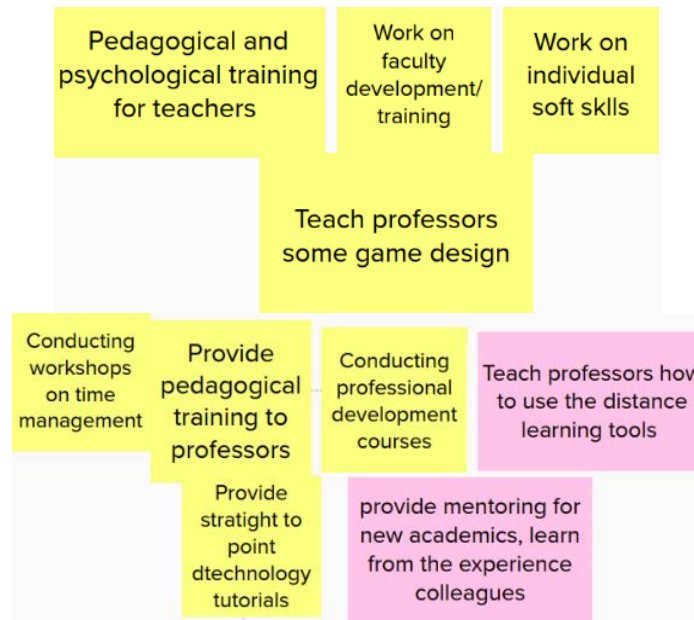 Pedagogical and
psychological training
for teachers
Work on
faculty
development/
training
Work on
individual
soft sklls
Teach professors
some game design
Conducting
workshops
on time
management
Provide
pedagogical
training to
professors
Conducting
professional
development
courses
Teach professors how
to use the distance
learning tools
Provide
stratight to
point
dtechnology
tutorials
provide mentoring for
new academics, learn
from the experience
colleagues